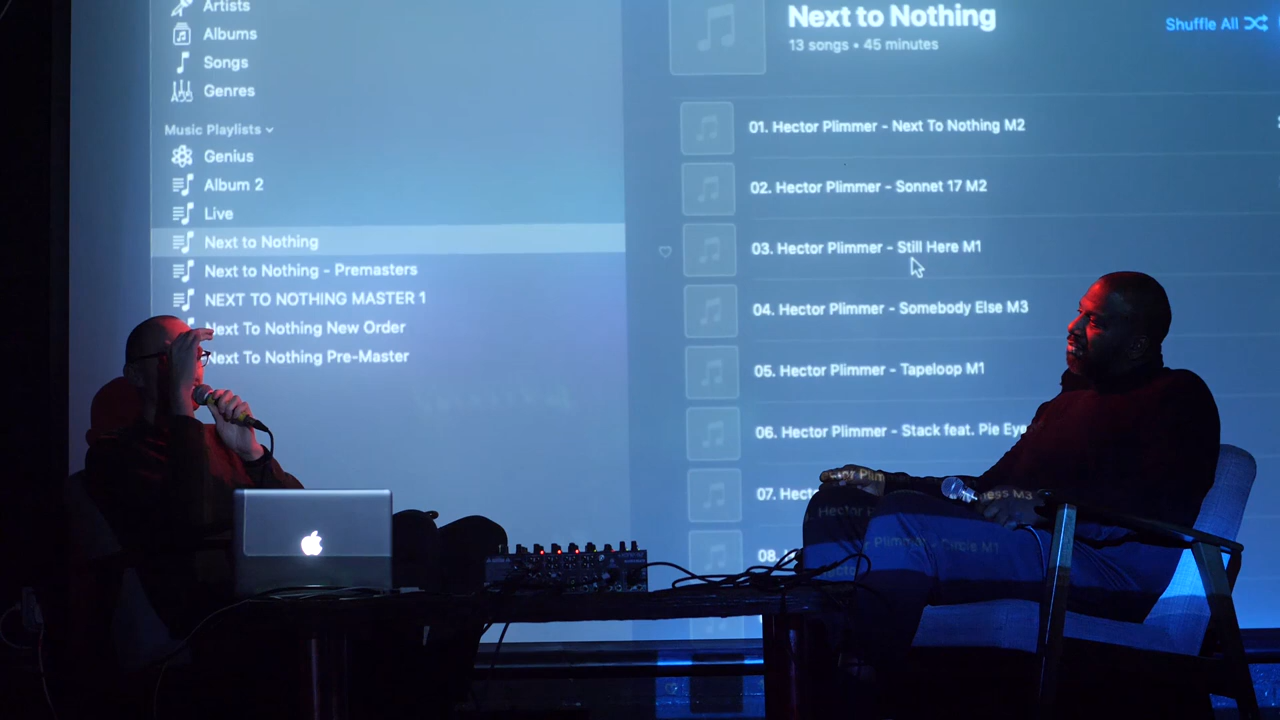 Artists
Albums
Songs
Genres
Music Playlists
Genius
Album 2
Live
Next to Nothing
Next to Nothing - Premasters
NEXT TO NOTHING MASTER 1
Next To Nothing New Order
Next To Nothing Pre-Master
Next to Nothing
13 songs • 45 minutes
Shuffle All
01. Hector Plimmer - Next To Nothing M2
02. Hector Plimmer - Sonnet 17 M2
03. Hector Plimmer - Still Here M1
04. Hector Plimmer - Somebody Else M3
05. Hector Plimmer - Tapeloop M1
06. Hector Plimmer - Stack feat. Pie Eye
07. Hect
08.